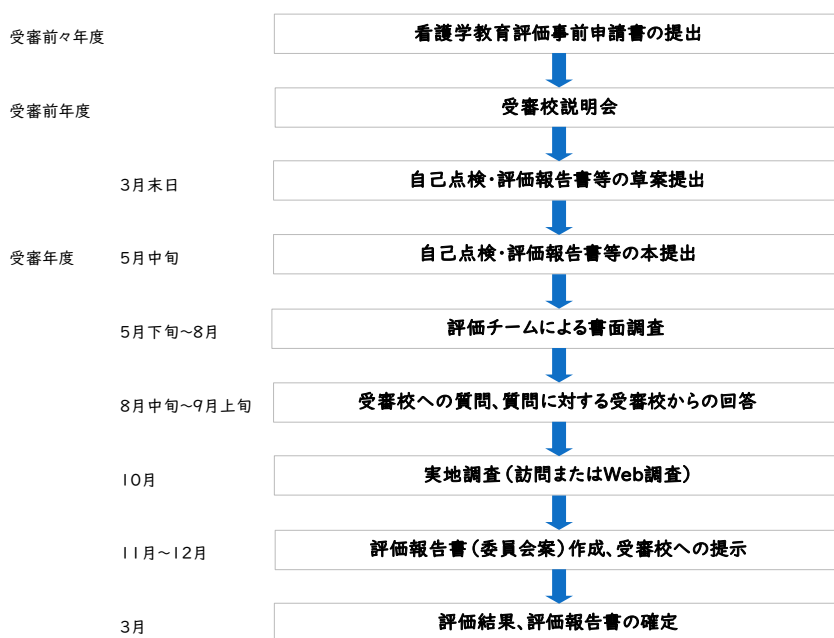 受審前々年度 看護学教育評価事前申請書の提出
受審前年度 受審校説明会
3月末日 自己点検・評価報告書等の草案提出
受審年度 5月中旬 自己点検・評価報告書等の本提出
5月下旬~8月 評価チームによる書面調査
8月中旬~9月上旬 受審校への質問、質問に対する受審校からの回答
10月 実地調査(訪問またはWeb調査)
11月~12月 評価報告書(委員会案)作成、受審校への提示
3月 評価結果、評価報告書の確定